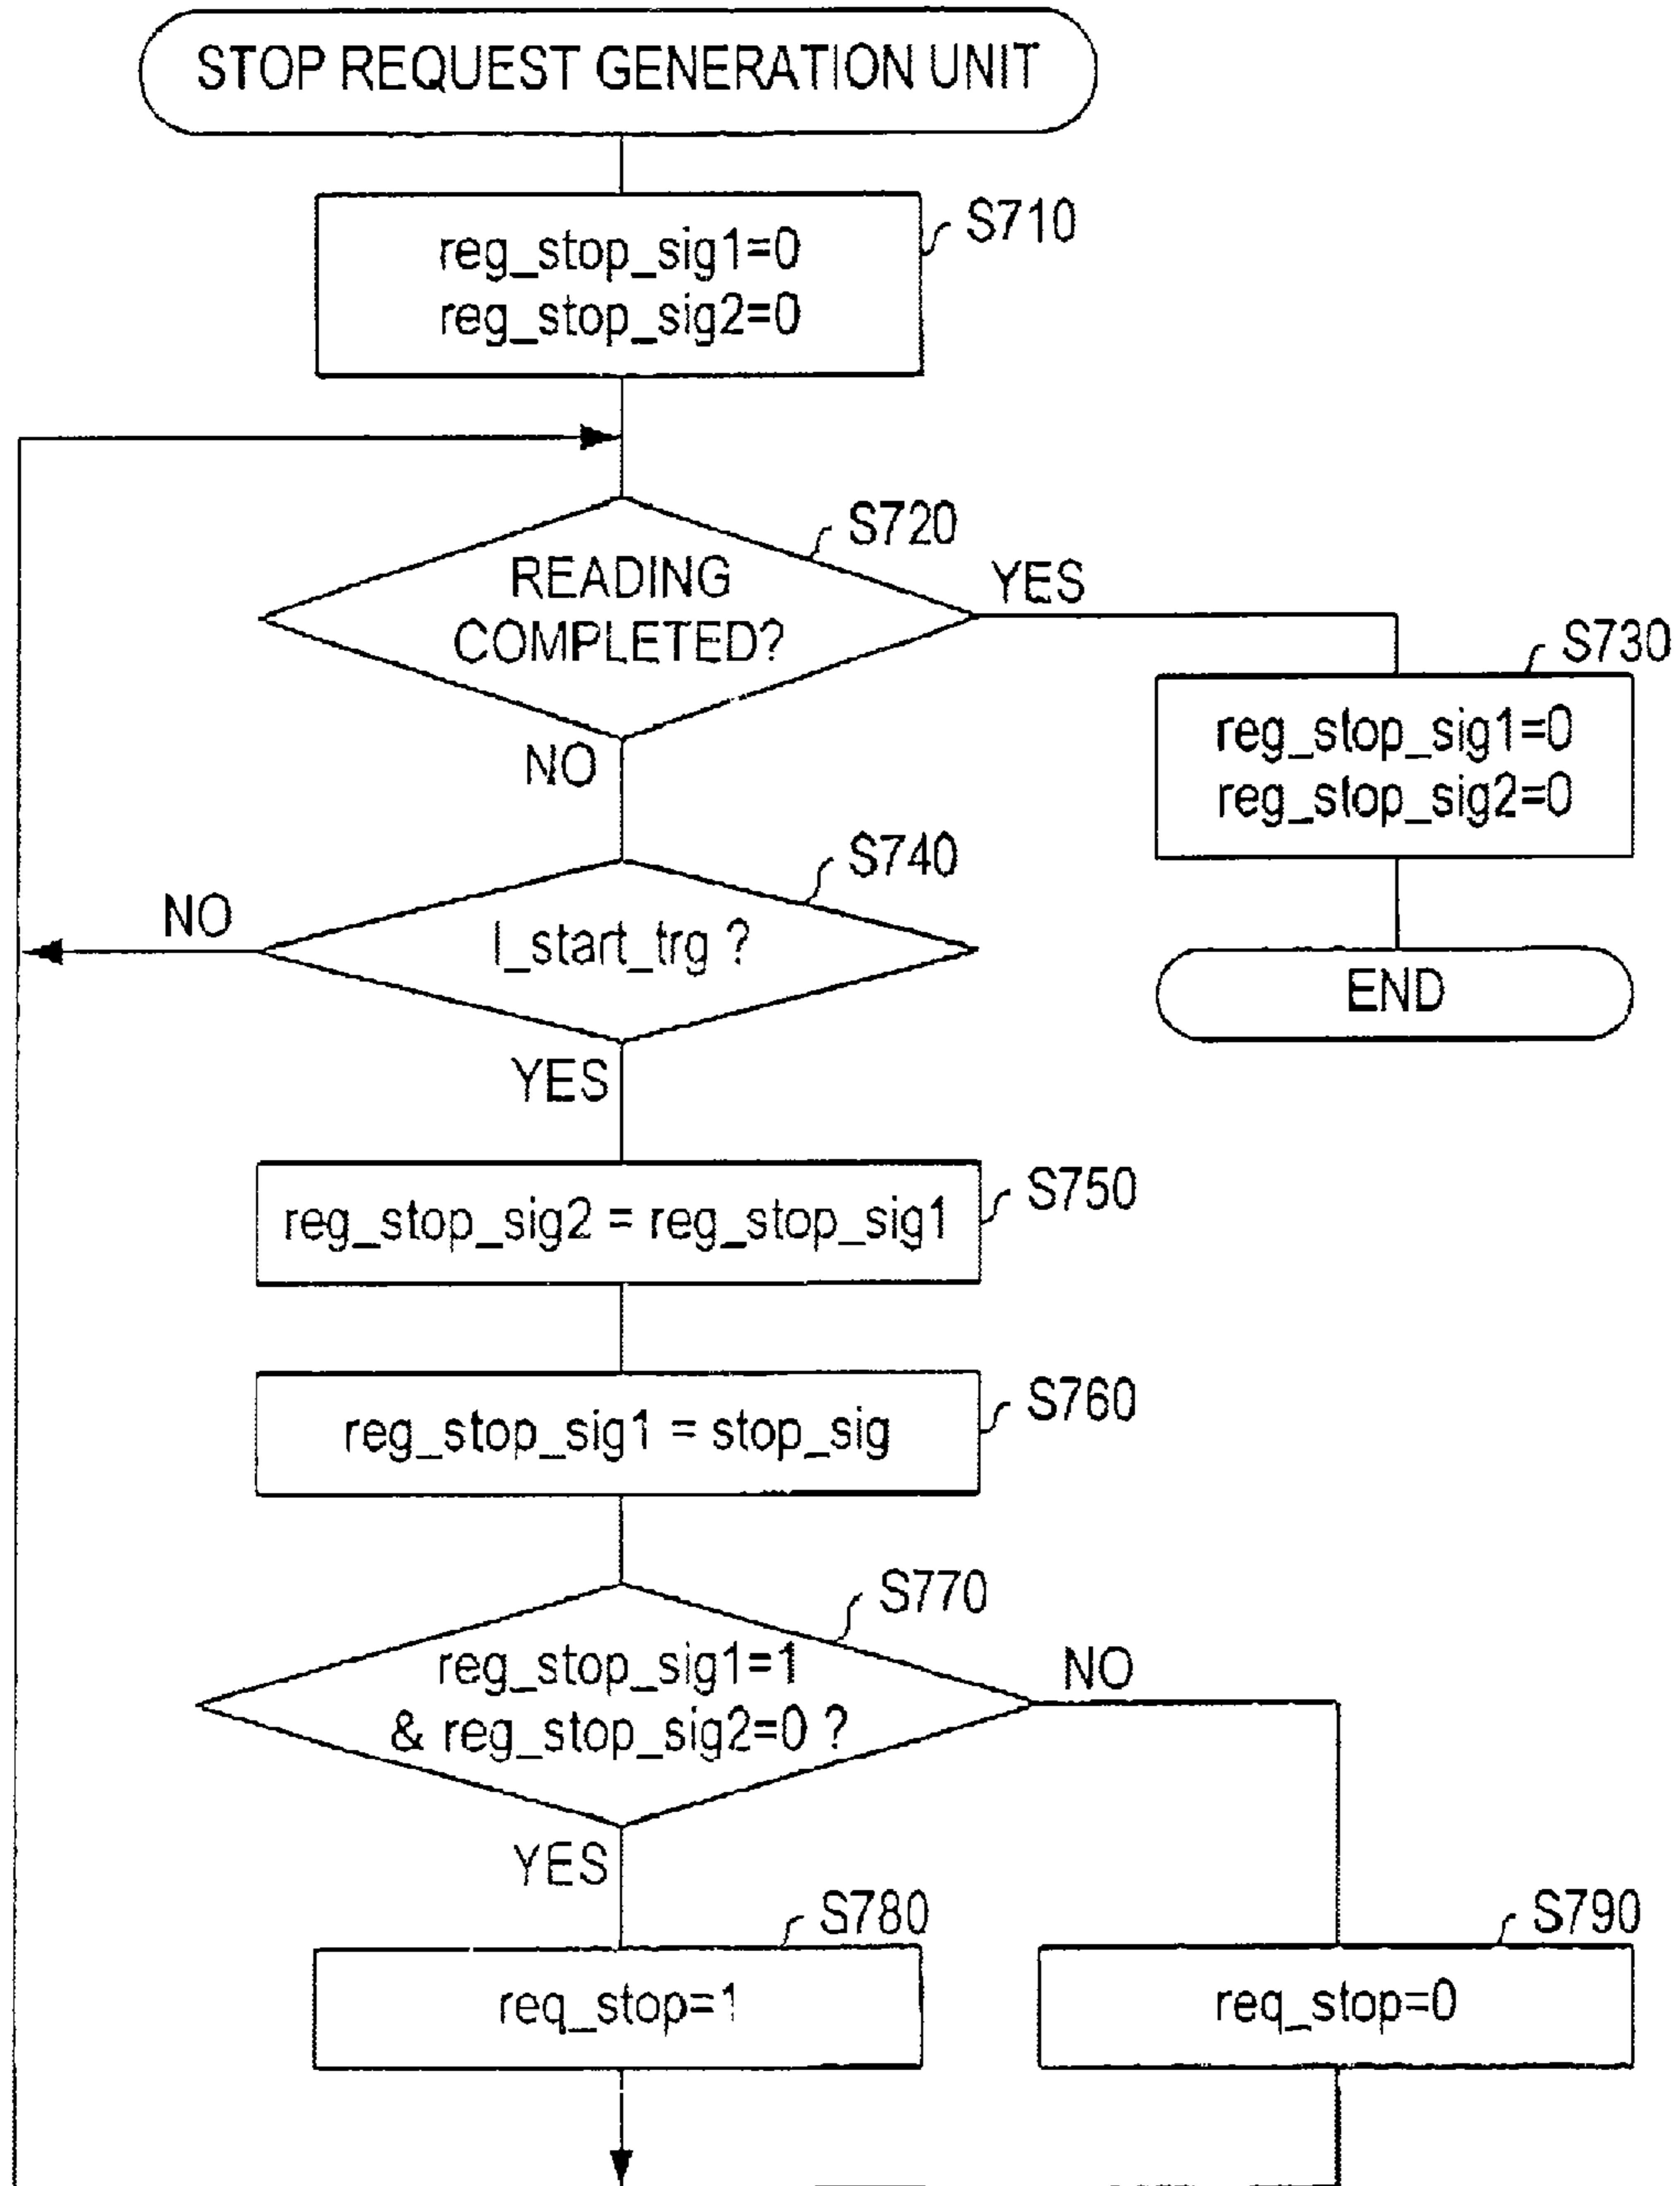 STOP REQUEST GENERATION UNIT
S710
reg_stop_sig1=0
reg_stop_sig2=0
S720
READING
COMPLETED?
YES
NO
S730
reg_stop_sig1=0
reg_stop_sig2=0
END
S740
l_start_trg ?
NO
YES
S750
reg_stop_sig2 = reg_stop_sig1
S760
reg_stop_sig1 = stop_sig
S770
reg_stop_sig1=1
& reg_stop_sig2=0 ?
NO
YES
S780
req_stop=1
S790
req_stop=0